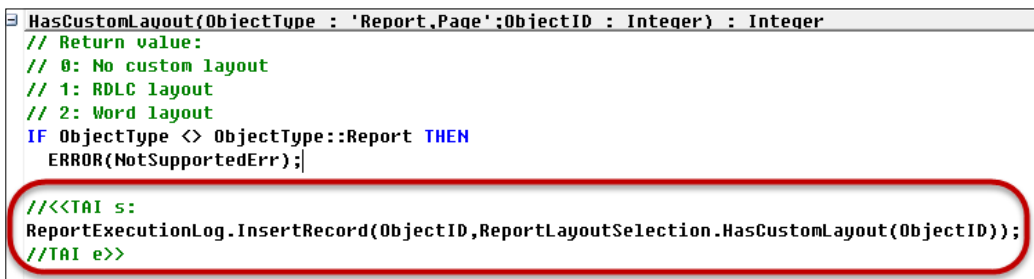 HasCustomLayout(ObjectType : 'Report,Page';ObjectID : Integer) : Integer
// Return value:
// 0: No custom layout
// 1: RDLC layout
// 2: Word layout
IF ObjectType <> ObjectType::Report THEN
  ERROR(NotSupportedErr);

//<<TAI s:
ReportExecutionLog.InsertRecord(ObjectID,ReportLayoutSelection.HasCustomLayout(ObjectID));
//TAI e>>